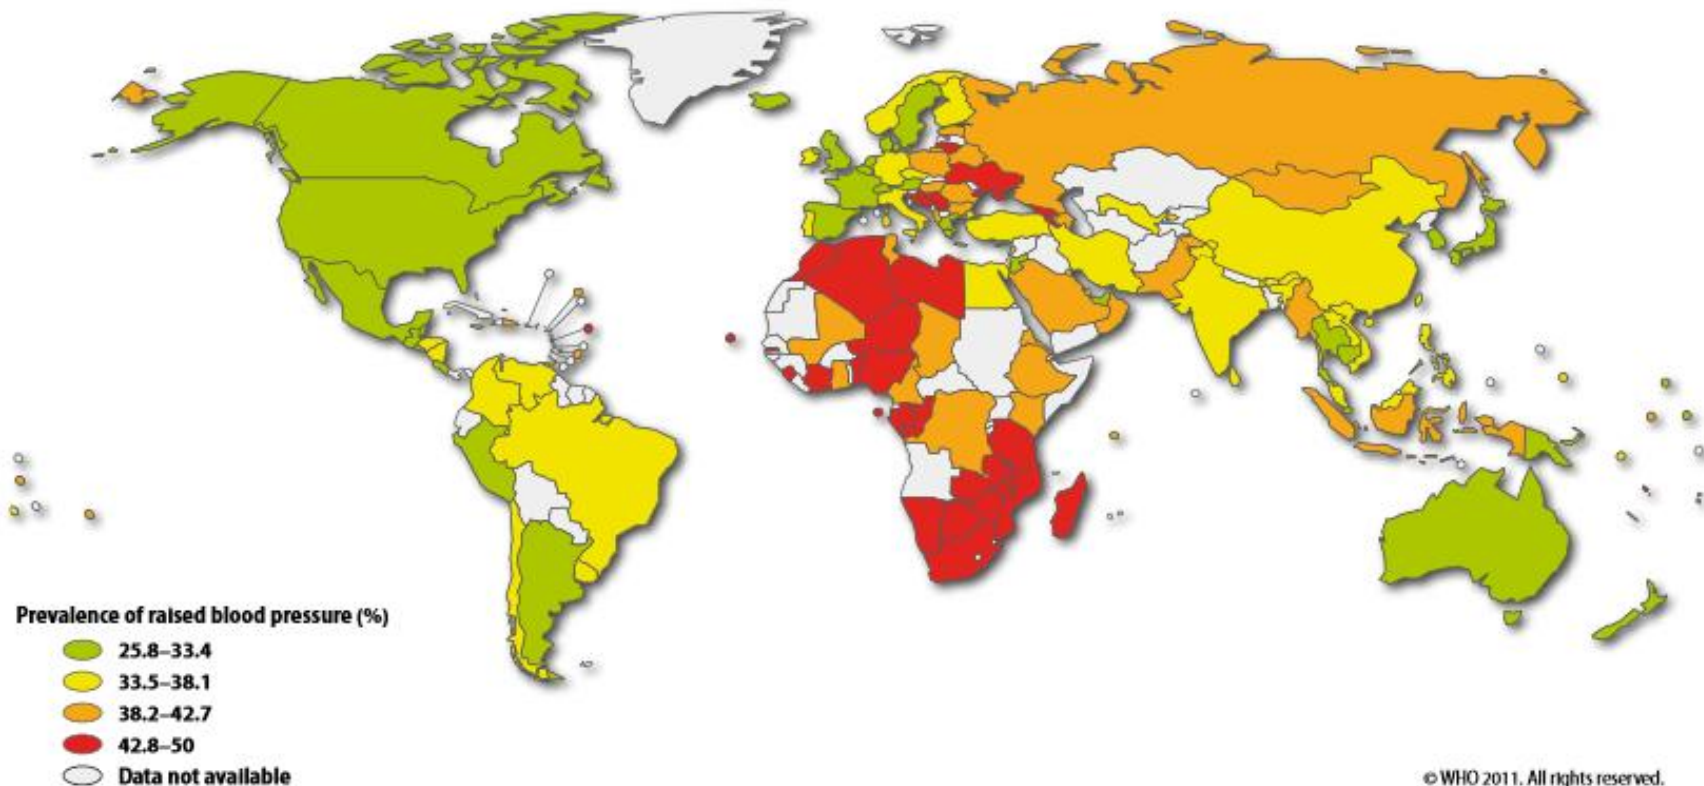 Prevalence of raised blood pressure (%)
25.8–33.4
33.5–38.1
38.2–42.7
42.8–50
Data not available
© WHO 2011. All rights reserved.